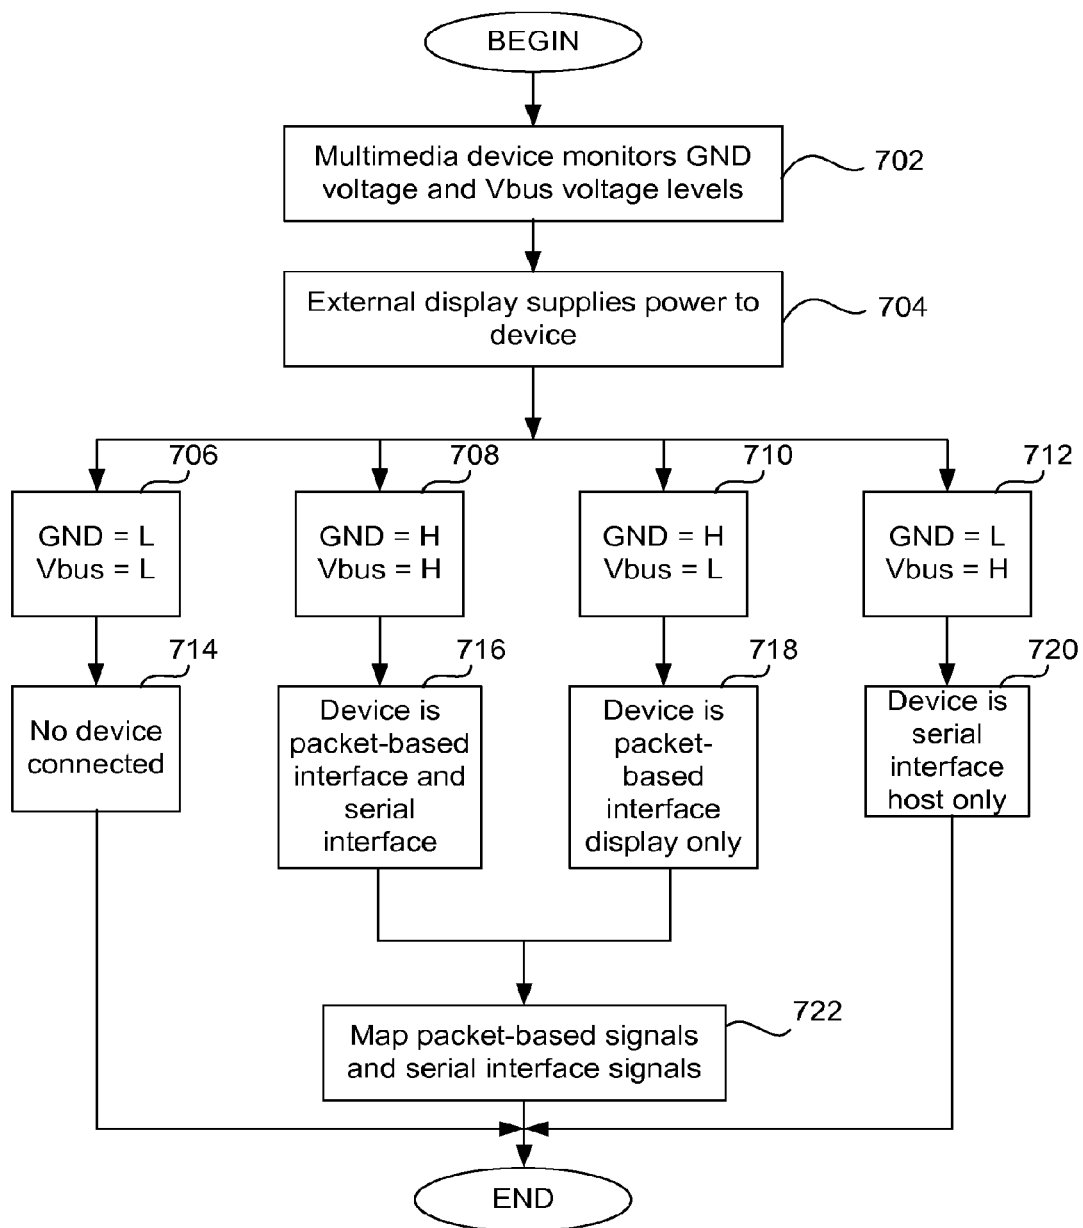 BEGIN
Multimedia device monitors GND
voltage and Vbus voltage levels
702
External display supplies power to
device
704
706
708
710
712
GND = L
Vbus = L
GND = H
Vbus = H
GND = H
Vbus = L
GND = L
Vbus = H
714
716
718
720
No device
connected
Device is
packet-based
interface and
serial
interface
Device is
packet-
based
interface
display only
Device is
serial
interface
host only
Map packet-based signals
and serial interface signals
722
END